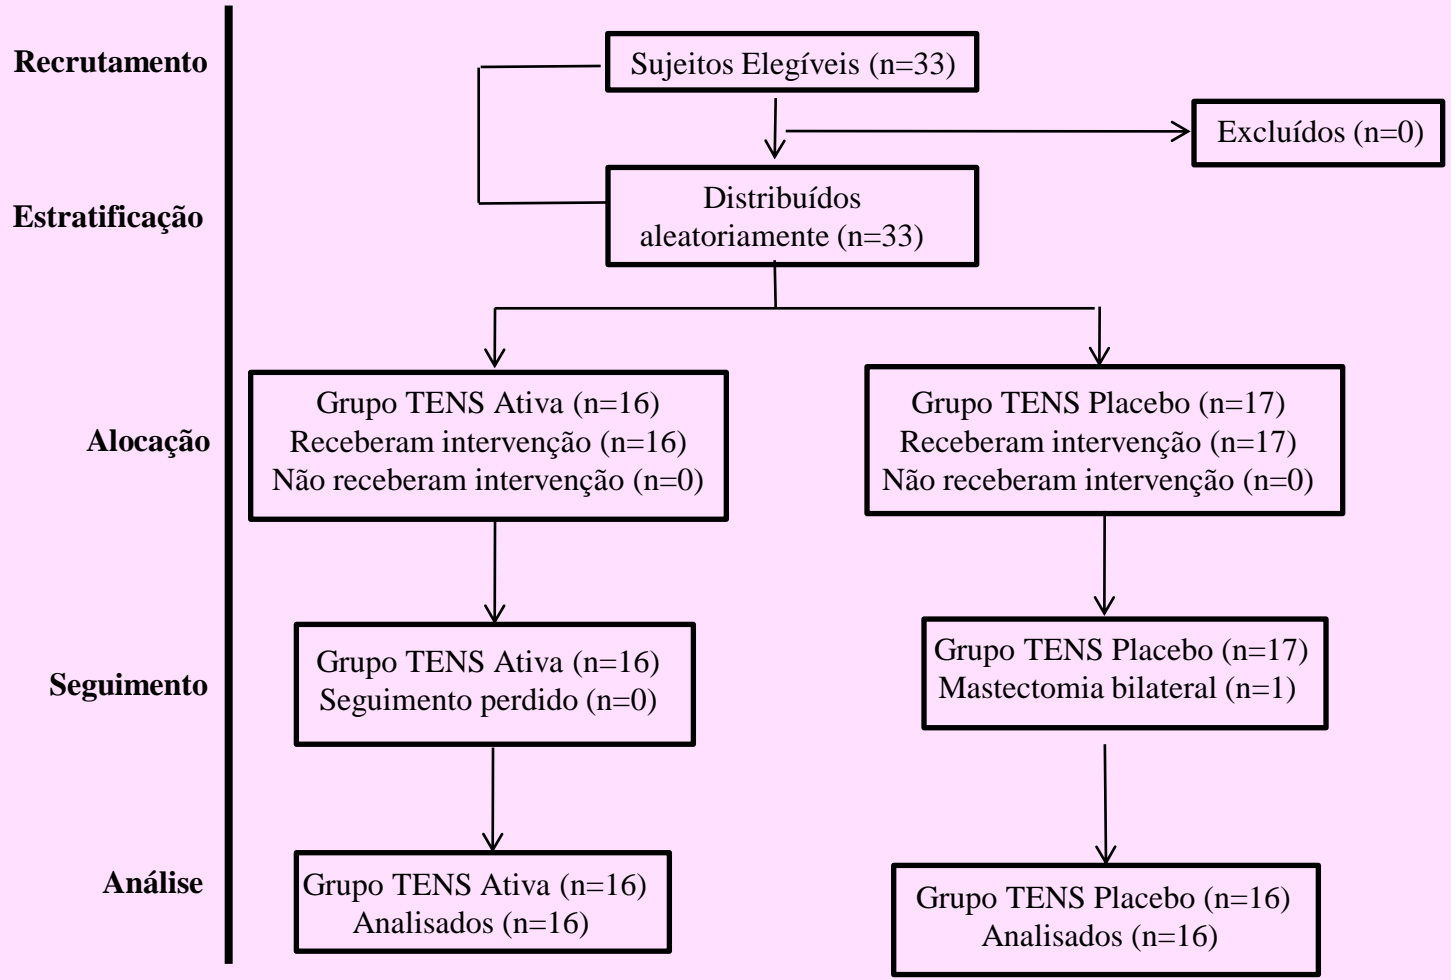 Recrutamento
Sujeitos Elegíveis (n=33)
Excluídos (n=0)
Estratificação
Distribuídos
aleatoriamente (n=33)
Alocação
Grupo TENS Ativa (n=16)
Receberam intervenção (n=16)
Não receberam intervenção (n=0)
Grupo TENS Placebo (n=17)
Receberam intervenção (n=17)
Não receberam intervenção (n=0)
Seguimento
Grupo TENS Ativa (n=16)
Seguimento perdido (n=0)
Grupo TENS Placebo (n=17)
Mastectomia bilateral (n=1)
Análise
Grupo TENS Ativa (n=16)
Analisados (n=16)
Grupo TENS Placebo (n=16)
Analisados (n=16)